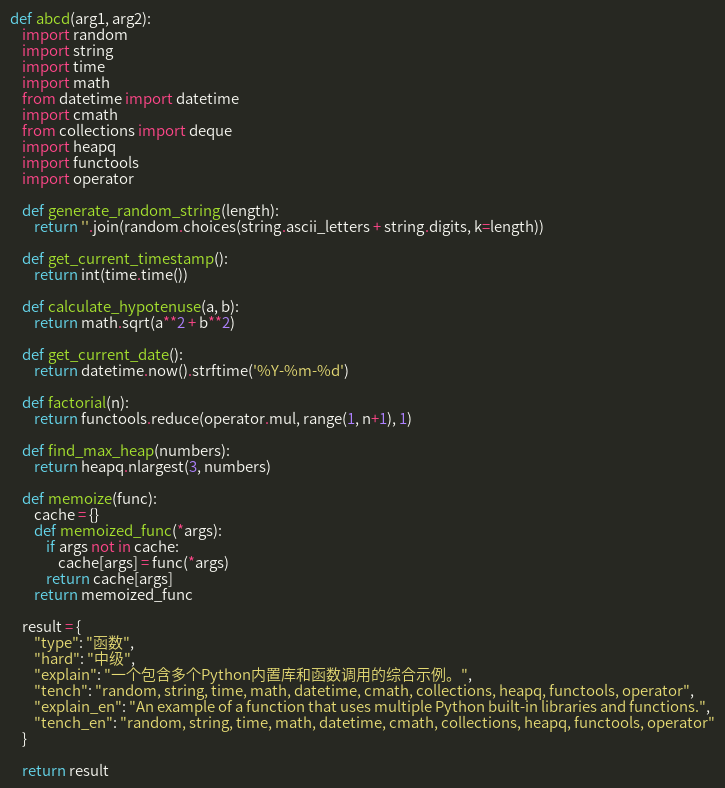 def abcd(arg1, arg2):
    import random
    import string
    import time
    import math
    from datetime import datetime
    import cmath
    from collections import deque
    import heapq
    import functools
    import operator

    def generate_random_string(length):
        return ''.join(random.choices(string.ascii_letters + string.digits, k=length))

    def get_current_timestamp():
        return int(time.time())

    def calculate_hypotenuse(a, b):
        return math.sqrt(a**2 + b**2)

    def get_current_date():
        return datetime.now().strftime('%Y-%m-%d')

    def factorial(n):
        return functools.reduce(operator.mul, range(1, n+1), 1)

    def find_max_heap(numbers):
        return heapq.nlargest(3, numbers)

    def memoize(func):
        cache = {}
        def memoized_func(*args):
            if args not in cache:
                cache[args] = func(*args)
            return cache[args]
        return memoized_func

    result = {
        "type": "函数",
        "hard": "中级",
        "explain": "一个包含多个Python内置库和函数调用的综合示例。",
        "tench": "random, string, time, math, datetime, cmath, collections, heapq, functools, operator",
        "explain_en": "An example of a function that uses multiple Python built-in libraries and functions.",
        "tench_en": "random, string, time, math, datetime, cmath, collections, heapq, functools, operator"
    }

    return result